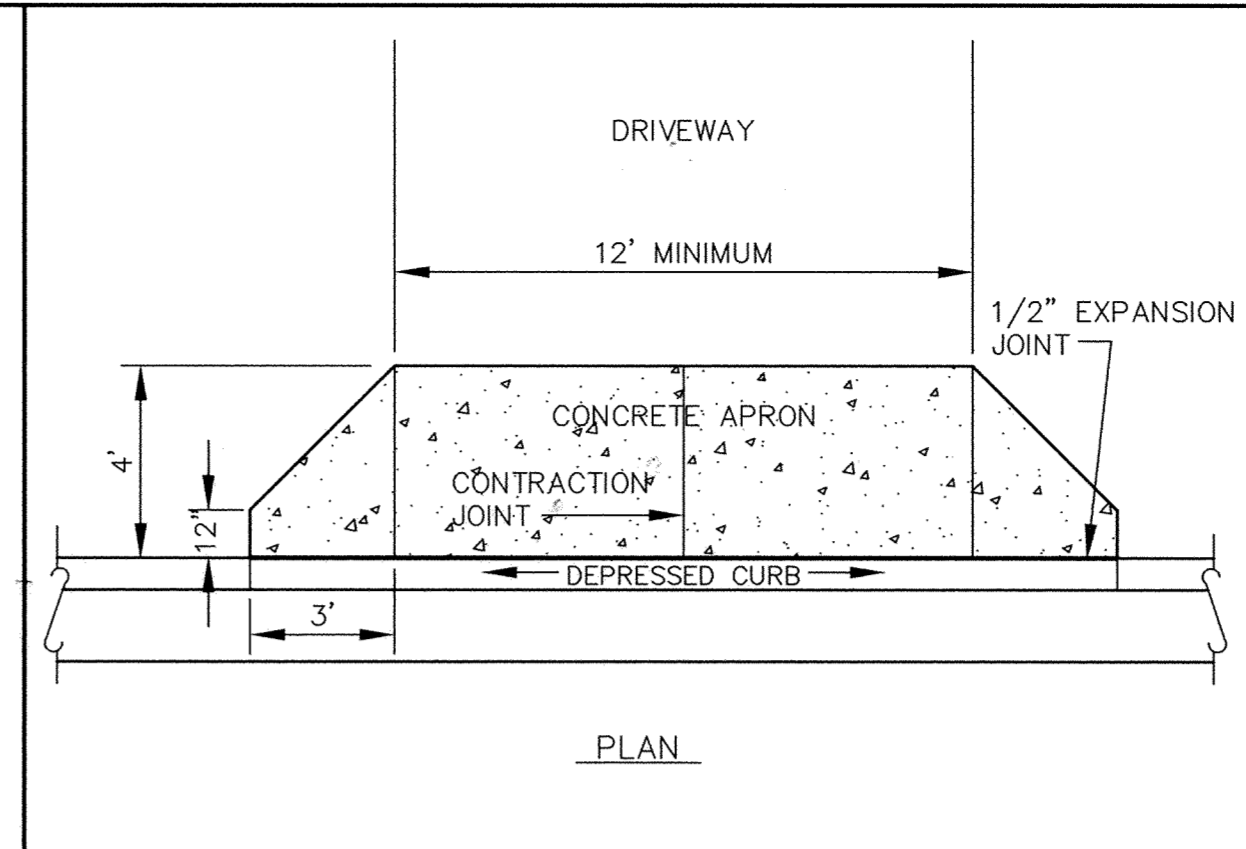 DRIVEWAY
12' MINIMUM
1/2" EXPANSION
JOINT
CONCRETE APRON
4'
CONTRACTION
JOINT
12"
DEPRESSED CURB
3'
PLAN